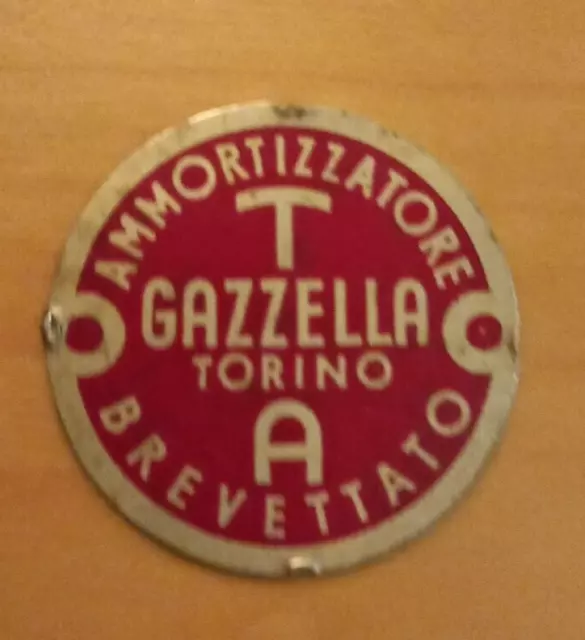 AMMORTIZZATORE
T
GAZZELLA
TORINO
A
BREVETTATO